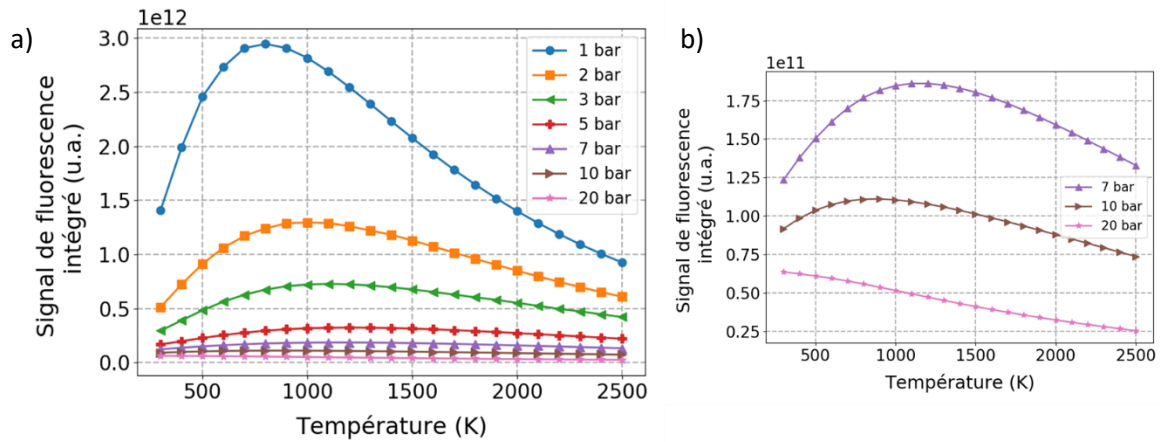 a)
1e12
Signal de fluorescence
intégré (u.a.)
3.0
2.5
2.0
1.5
1.0
0.5
0.0
500 1000 1500 2000 2500
Température (K)
1 bar
2 bar
3 bar
5 bar
7 bar
10 bar
20 bar
b)
1e11
Signal de fluorescence
intégré (u.a.)
1.75
1.50
1.25
1.00
0.75
0.50
0.25
500 1000 1500 2000 2500
Température (K)
7 bar
10 bar
20 bar